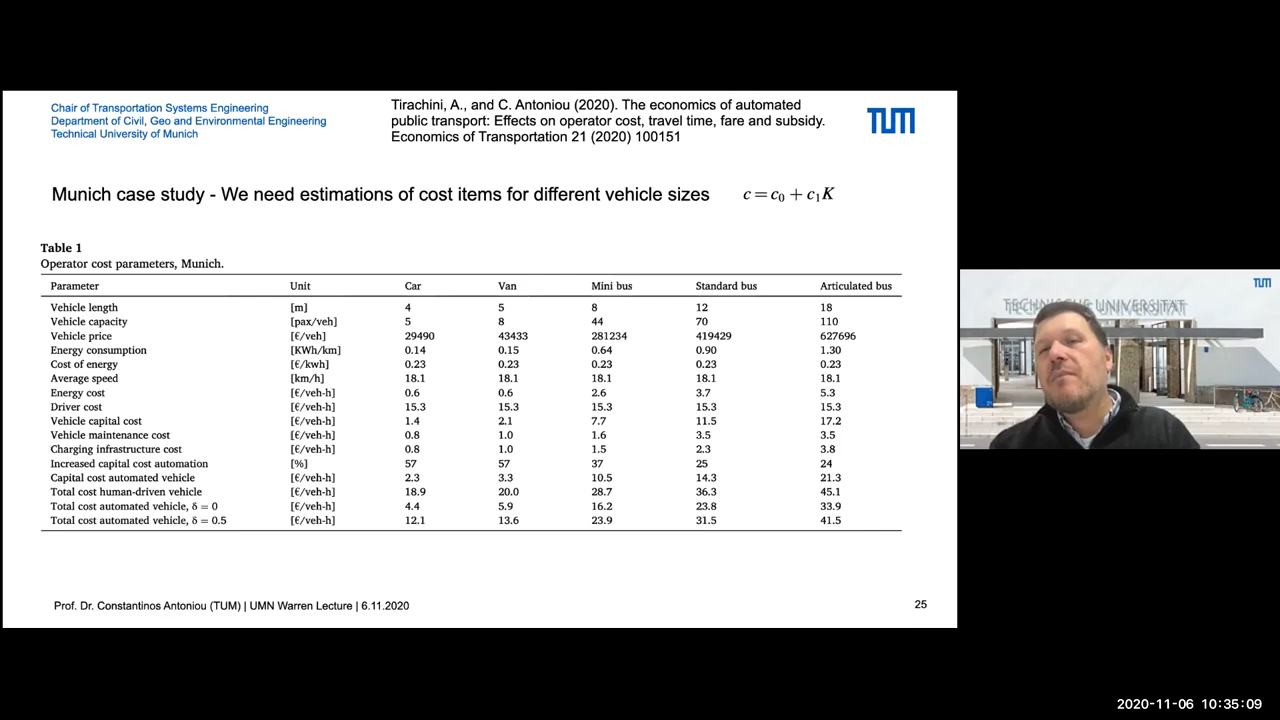 Chair of Transportation Systems Engineering
Department of Civil, Geo and Environmental Engineering
Technical University of Munich
Tirachini, A., and C. Antoniou (2020). The economics of automated
public transport: Effects on operator cost, travel time, fare and subsidy.
Economics of Transportation 21 (2020) 100151
TUM
Munich case study - We need estimations of cost items for different vehicle sizes c = c₀ + c₁K
Table 1
Operator cost parameters, Munich.
Parameter Unit Car Van Mini bus Standard bus Articulated bus
Vehicle length [m] 4 5 8 12 18
Vehicle capacity [pax/veh] 5 8 44 70 110
Vehicle price [€/veh] 29490 43433 281234 419429 627696
Energy consumption [KWh/km] 0.14 0.15 0.64 0.90 1.30
Cost of energy [€/kwh] 0.23 0.23 0.23 0.23 0.23
Average speed [km/h] 18.1 18.1 18.1 18.1 18.1
Energy cost [€/veh-h] 0.6 0.6 2.6 3.7 5.3
Driver cost [€/veh-h] 15.3 15.3 15.3 15.3 15.3
Vehicle capital cost [€/veh-h] 1.4 2.1 7.7 11.5 17.2
Vehicle maintenance cost [€/veh-h] 0.8 1.0 1.6 3.5 3.5
Charging infrastructure cost [€/veh-h] 0.8 1.0 1.5 2.3 3.8
Increased capital cost automation [%] 57 57 37 25 24
Capital cost automated vehicle [€/veh-h] 2.3 3.3 10.5 14.3 21.3
Total cost human-driven vehicle [€/veh-h] 18.9 20.0 28.7 36.3 45.1
Total cost automated vehicle, δ = 0 [€/veh-h] 4.4 5.9 16.2 23.8 33.9
Total cost automated vehicle, δ = 0.5 [€/veh-h] 12.1 13.6 23.9 31.5 41.5
Prof. Dr. Constantinos Antoniou (TUM) | UMN Warren Lecture | 6.11.2020
25
TUM
TECHNISCHE UNIVERSITÄT
2020-11-06 10:35:09